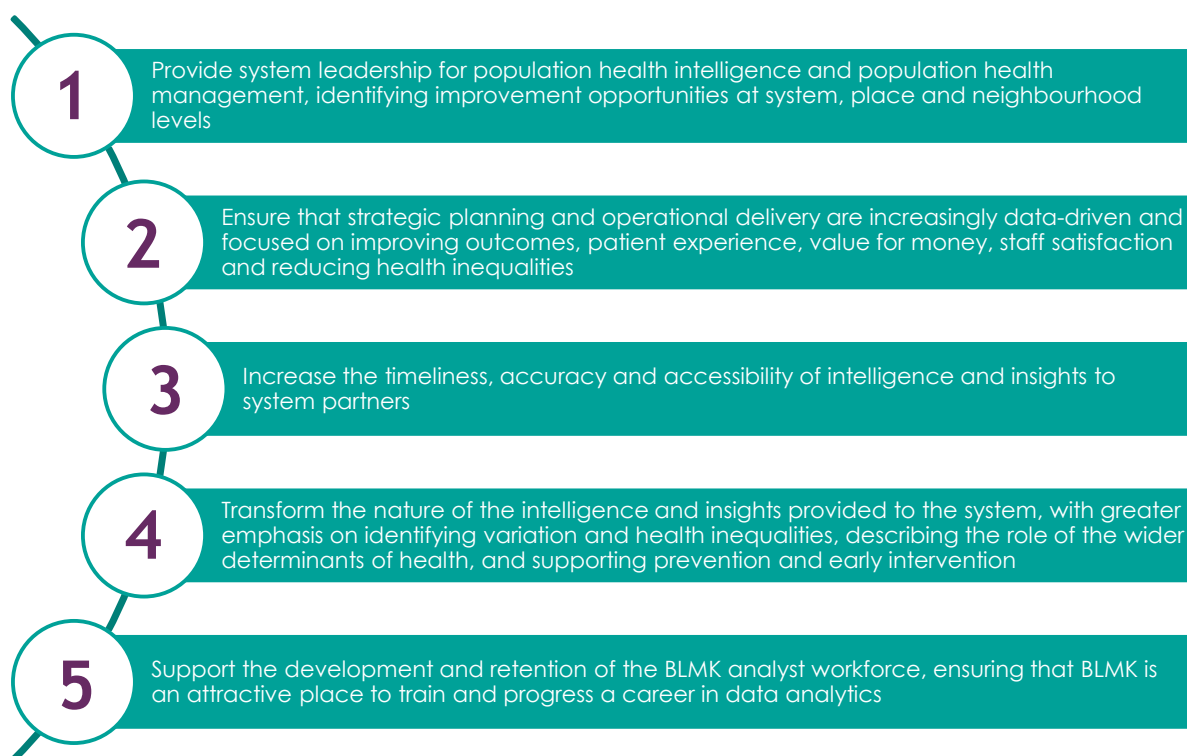 1
Provide system leadership for population health intelligence and population health
management, identifying improvement opportunities at system, place and neighbourhood
levels
2
Ensure that strategic planning and operational delivery are increasingly data-driven and
focused on improving outcomes, patient experience, value for money, staff satisfaction
and reducing health inequalities
3
Increase the timeliness, accuracy and accessibility of intelligence and insights to
system partners
4
Transform the nature of the intelligence and insights provided to the system, with greater
emphasis on identifying variation and health inequalities, describing the role of the wider
determinants of health, and supporting prevention and early intervention
5
Support the development and retention of the BLMK analyst workforce, ensuring that BLMK is
an attractive place to train and progress a career in data analytics